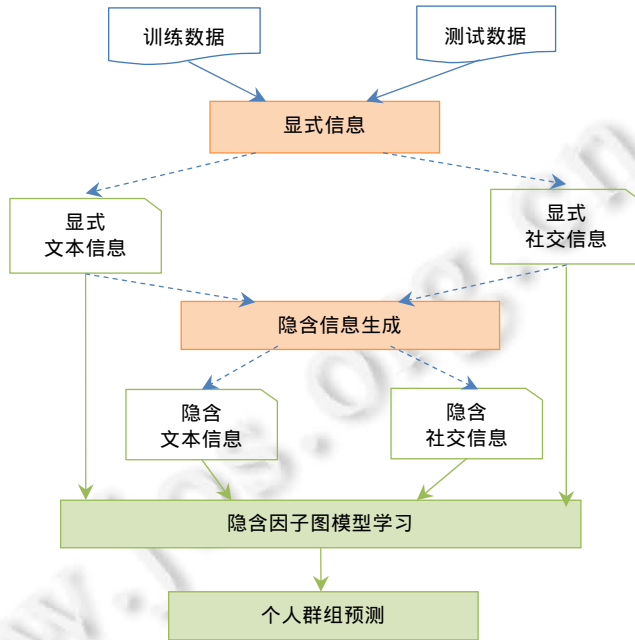 训练数据
测试数据
显式信息
显式
文本信息
显式
社交信息
隐含信息生成
隐含
文本信息
隐含
社交信息
隐含因子图模型学习
个人群组预测